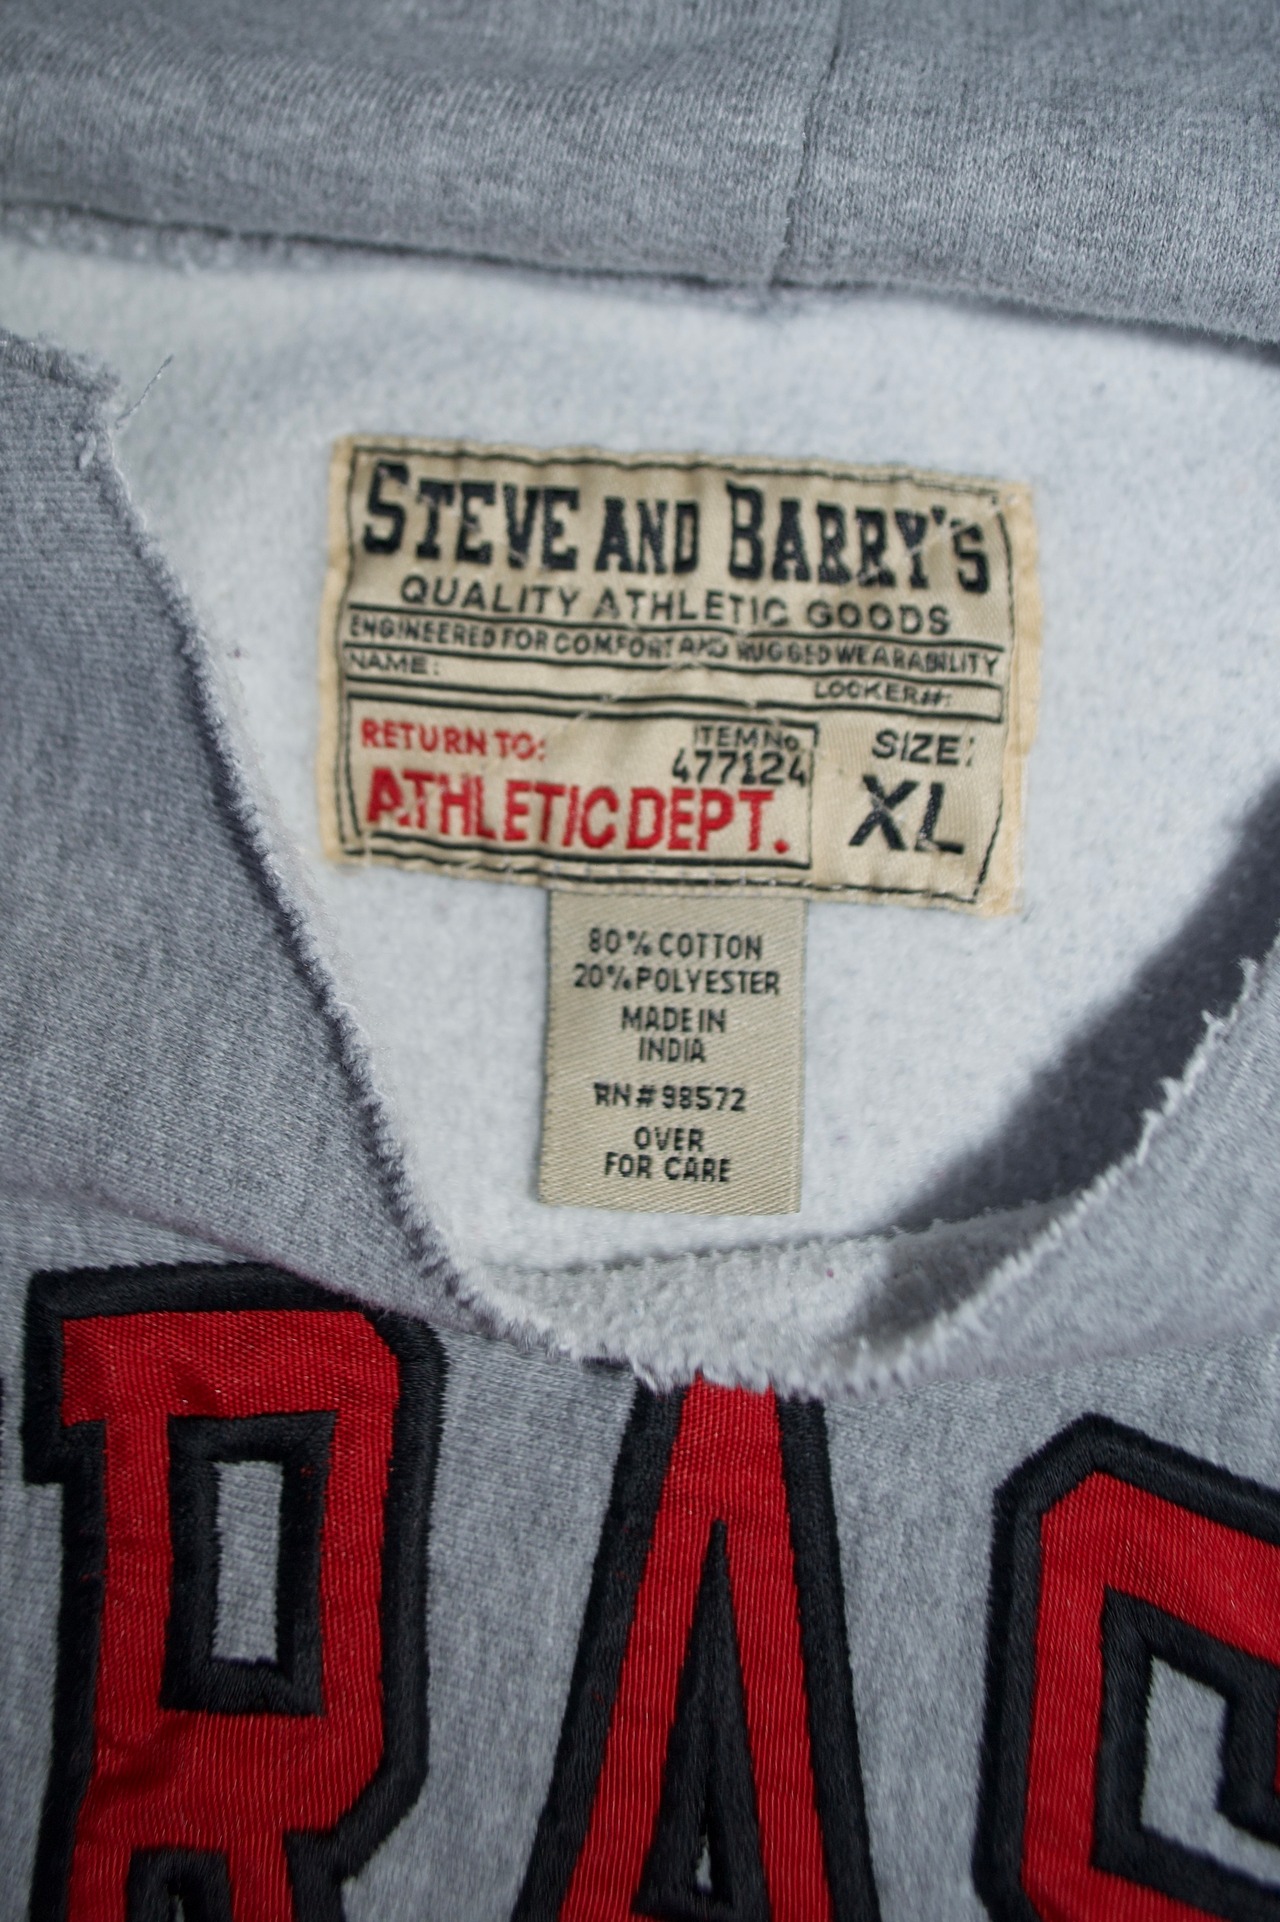 STEVE AND BARRY'S
QUALITY ATHLETIC GOODS
ENGINEERED FOR COMFORT AND RUGGED WEARABILITY
NAME:
LOCKER#:
RETURN TO:
ITEM No.
477124
ATHLETIC DEPT.
SIZE:
XL
80% COTTON
20% POLYESTER
MADE IN
INDIA
RN# 98572
OVER
FOR CARE
RAC